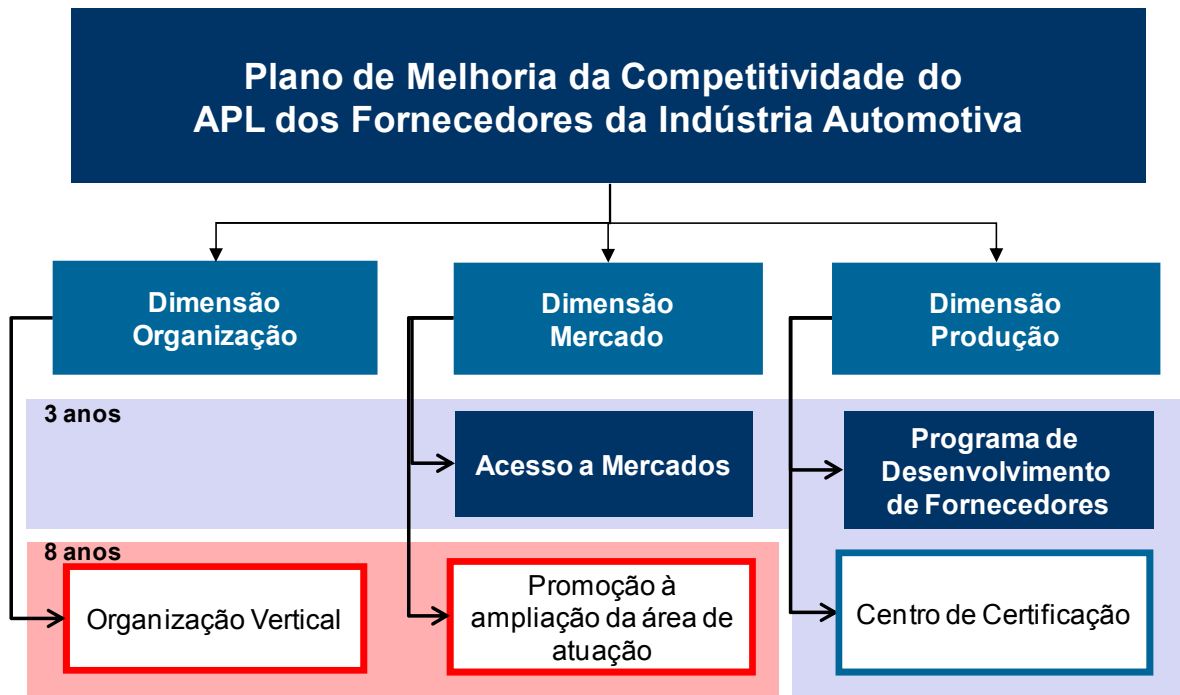 Plano de Melhoria da Competitividade do
APL dos Fornecedores da Indústria Automotiva
Dimensão
Organização
Dimensão
Mercado
Dimensão
Produção
3 anos
Acesso a Mercados
Programa de
Desenvolvimento
de Fornecedores
8 anos
Organização Vertical
Promoção à
ampliação da área de
atuação
Centro de Certificação